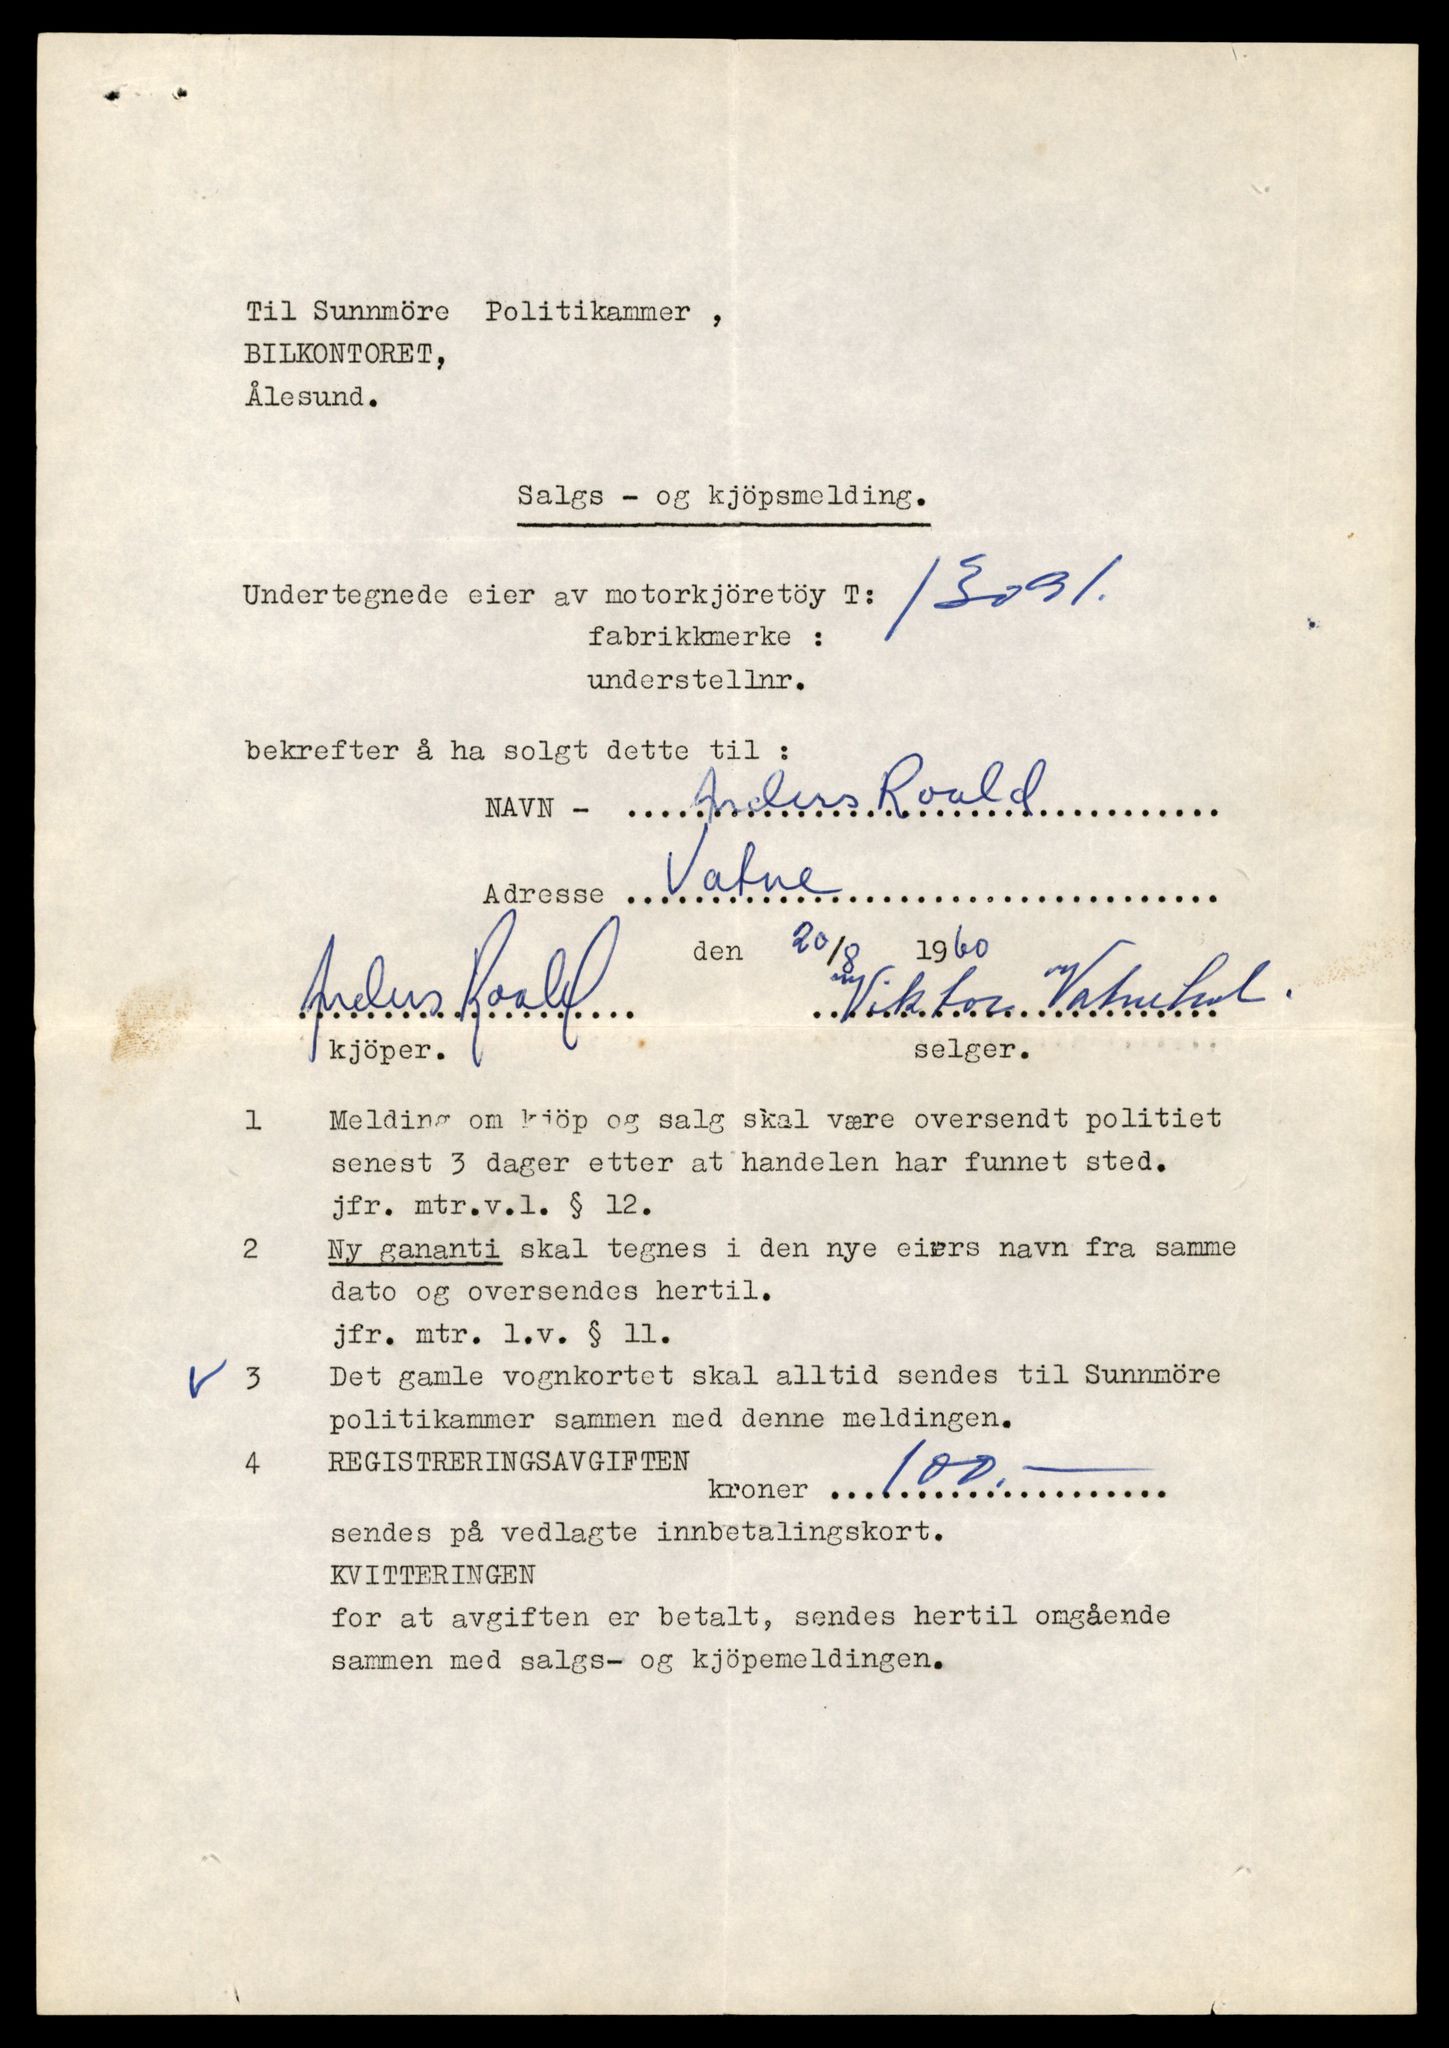 Til Sunnmöre Politikammer ,
BILKONTORET,
Ålesund.
Salgs - og kjöpsmelding.
Undertegnede eier av motorkjöretöy T: 13091.
fabrikkmerke :
understellnr.
bekrefter å ha solgt dette til :
NAVN - Anders Roald
Adresse Vatne
den 20/8 1960
Anders Roald Viktor Vatnehol.
kjöper. selger.
1 Melding om kjöp og salg skal være oversendt politiet
senest 3 dager etter at handelen har funnet sted.
jfr. mtr.v.l. § 12.
2 Ny gananti skal tegnes i den nye eiers navn fra samme
dato og oversendes hertil.
jfr. mtr. l.v. § 11.
✓ 3 Det gamle vognkortet skal alltid sendes til Sunnmöre
politikammer sammen med denne meldingen.
4 REGISTRERINGSAVGIFTEN
kroner 100.—
sendes på vedlagte innbetalingskort.
KVITTERINGEN
for at avgiften er betalt, sendes hertil omgående
sammen med salgs- og kjöpemeldingen.